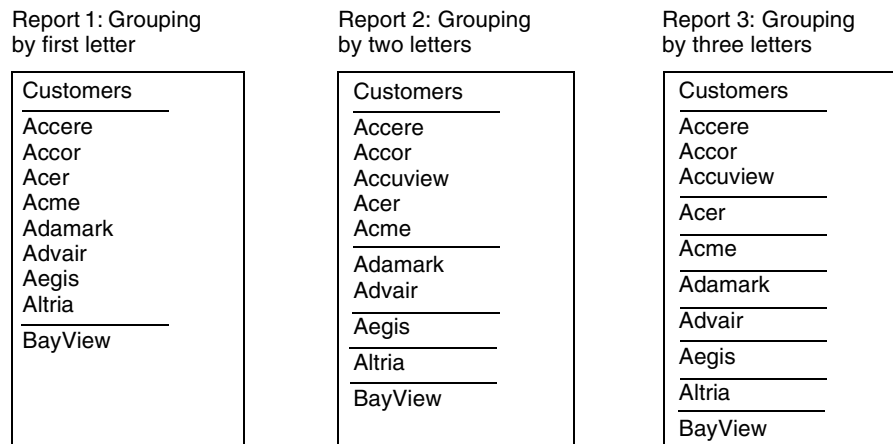 Report 1: Grouping
by first letter
Customers
Accere
Accor
Acer
Acme
Adamark
Advair
Aegis
Altria
BayView
Report 2: Grouping
by two letters
Customers
Accere
Accor
Accuview
Acer
Acme
Adamark
Advair
Aegis
Altria
BayView
Report 3: Grouping
by three letters
Customers
Accere
Accor
Accuview
Acer
Acme
Adamark
Advair
Aegis
Altria
BayView